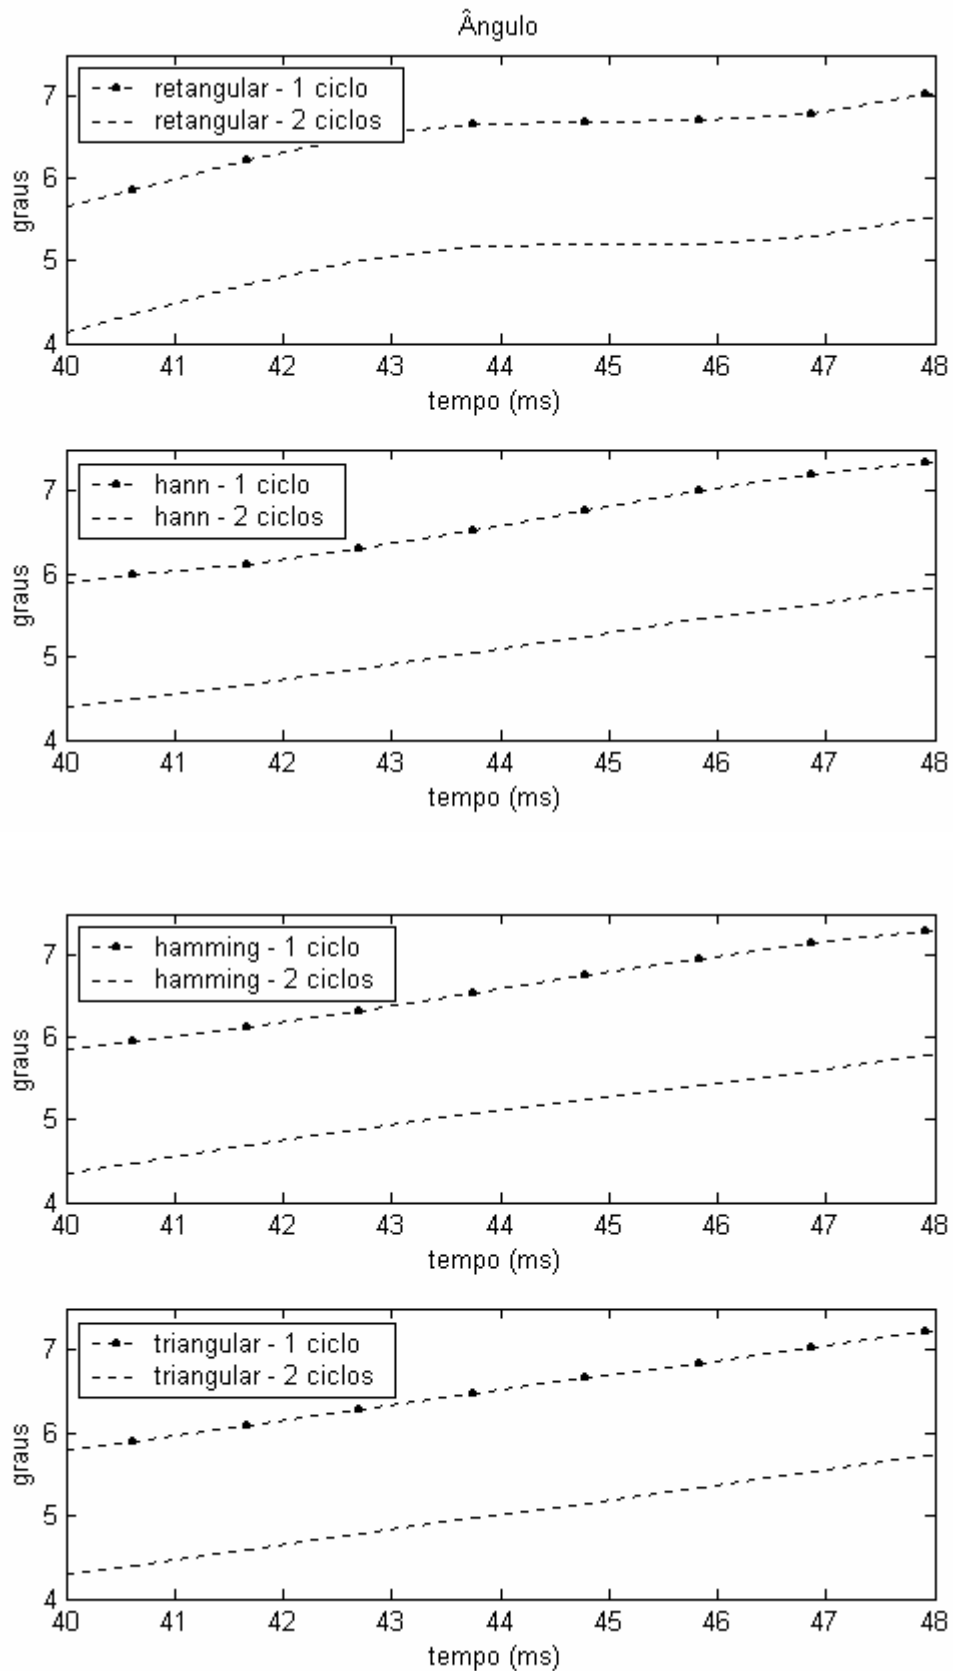 Ângulo
7
6
5
4
graus
retangular - 1 ciclo
retangular - 2 ciclos
40 41 42 43 44 45 46 47 48
tempo (ms)
7
6
5
4
graus
hann - 1 ciclo
hann - 2 ciclos
40 41 42 43 44 45 46 47 48
tempo (ms)
7
6
5
4
graus
hamming - 1 ciclo
hamming - 2 ciclos
40 41 42 43 44 45 46 47 48
tempo (ms)
7
6
5
4
graus
triangular - 1 ciclo
triangular - 2 ciclos
40 41 42 43 44 45 46 47 48
tempo (ms)